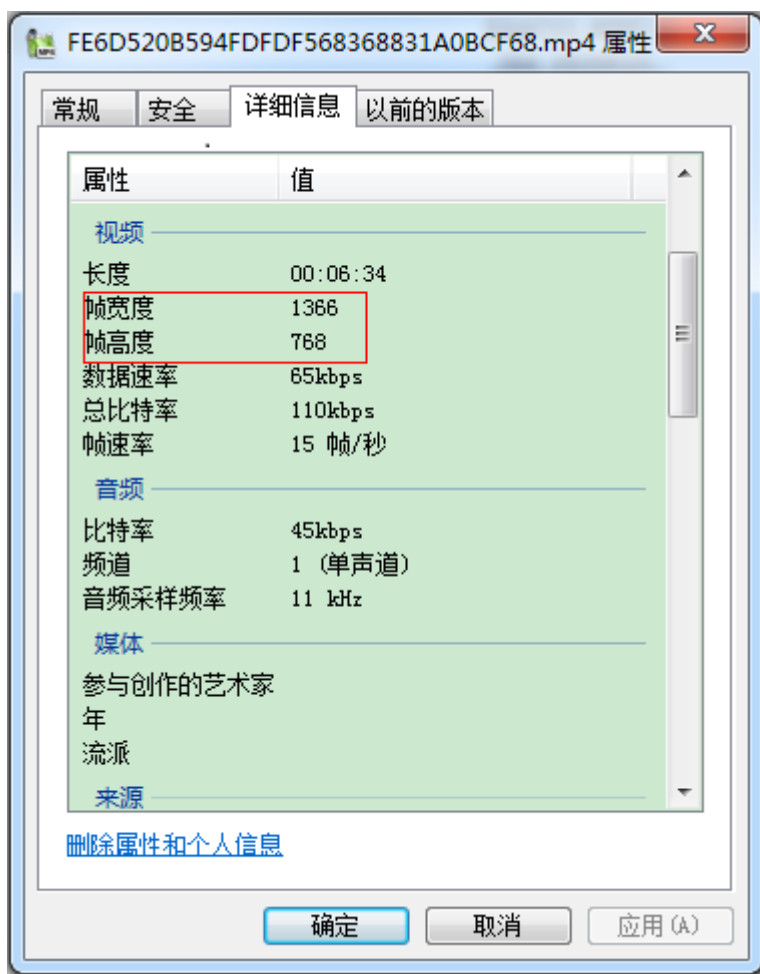 FE6D520B594FDFDF568368831A0BCF68.mp4 属性
常规 安全 详细信息 以前的版本
属性 值
视频
长度 00:06:34
帧宽度 1366
帧高度 768
数据速率 65kbps
总比特率 110kbps
帧速率 15 帧/秒
音频
比特率 45kbps
频道 1 (单声道)
音频采样频率 11 kHz
媒体
参与创作的艺术家
年
流派
来源
删除属性和个人信息
确定 取消 应用(A)